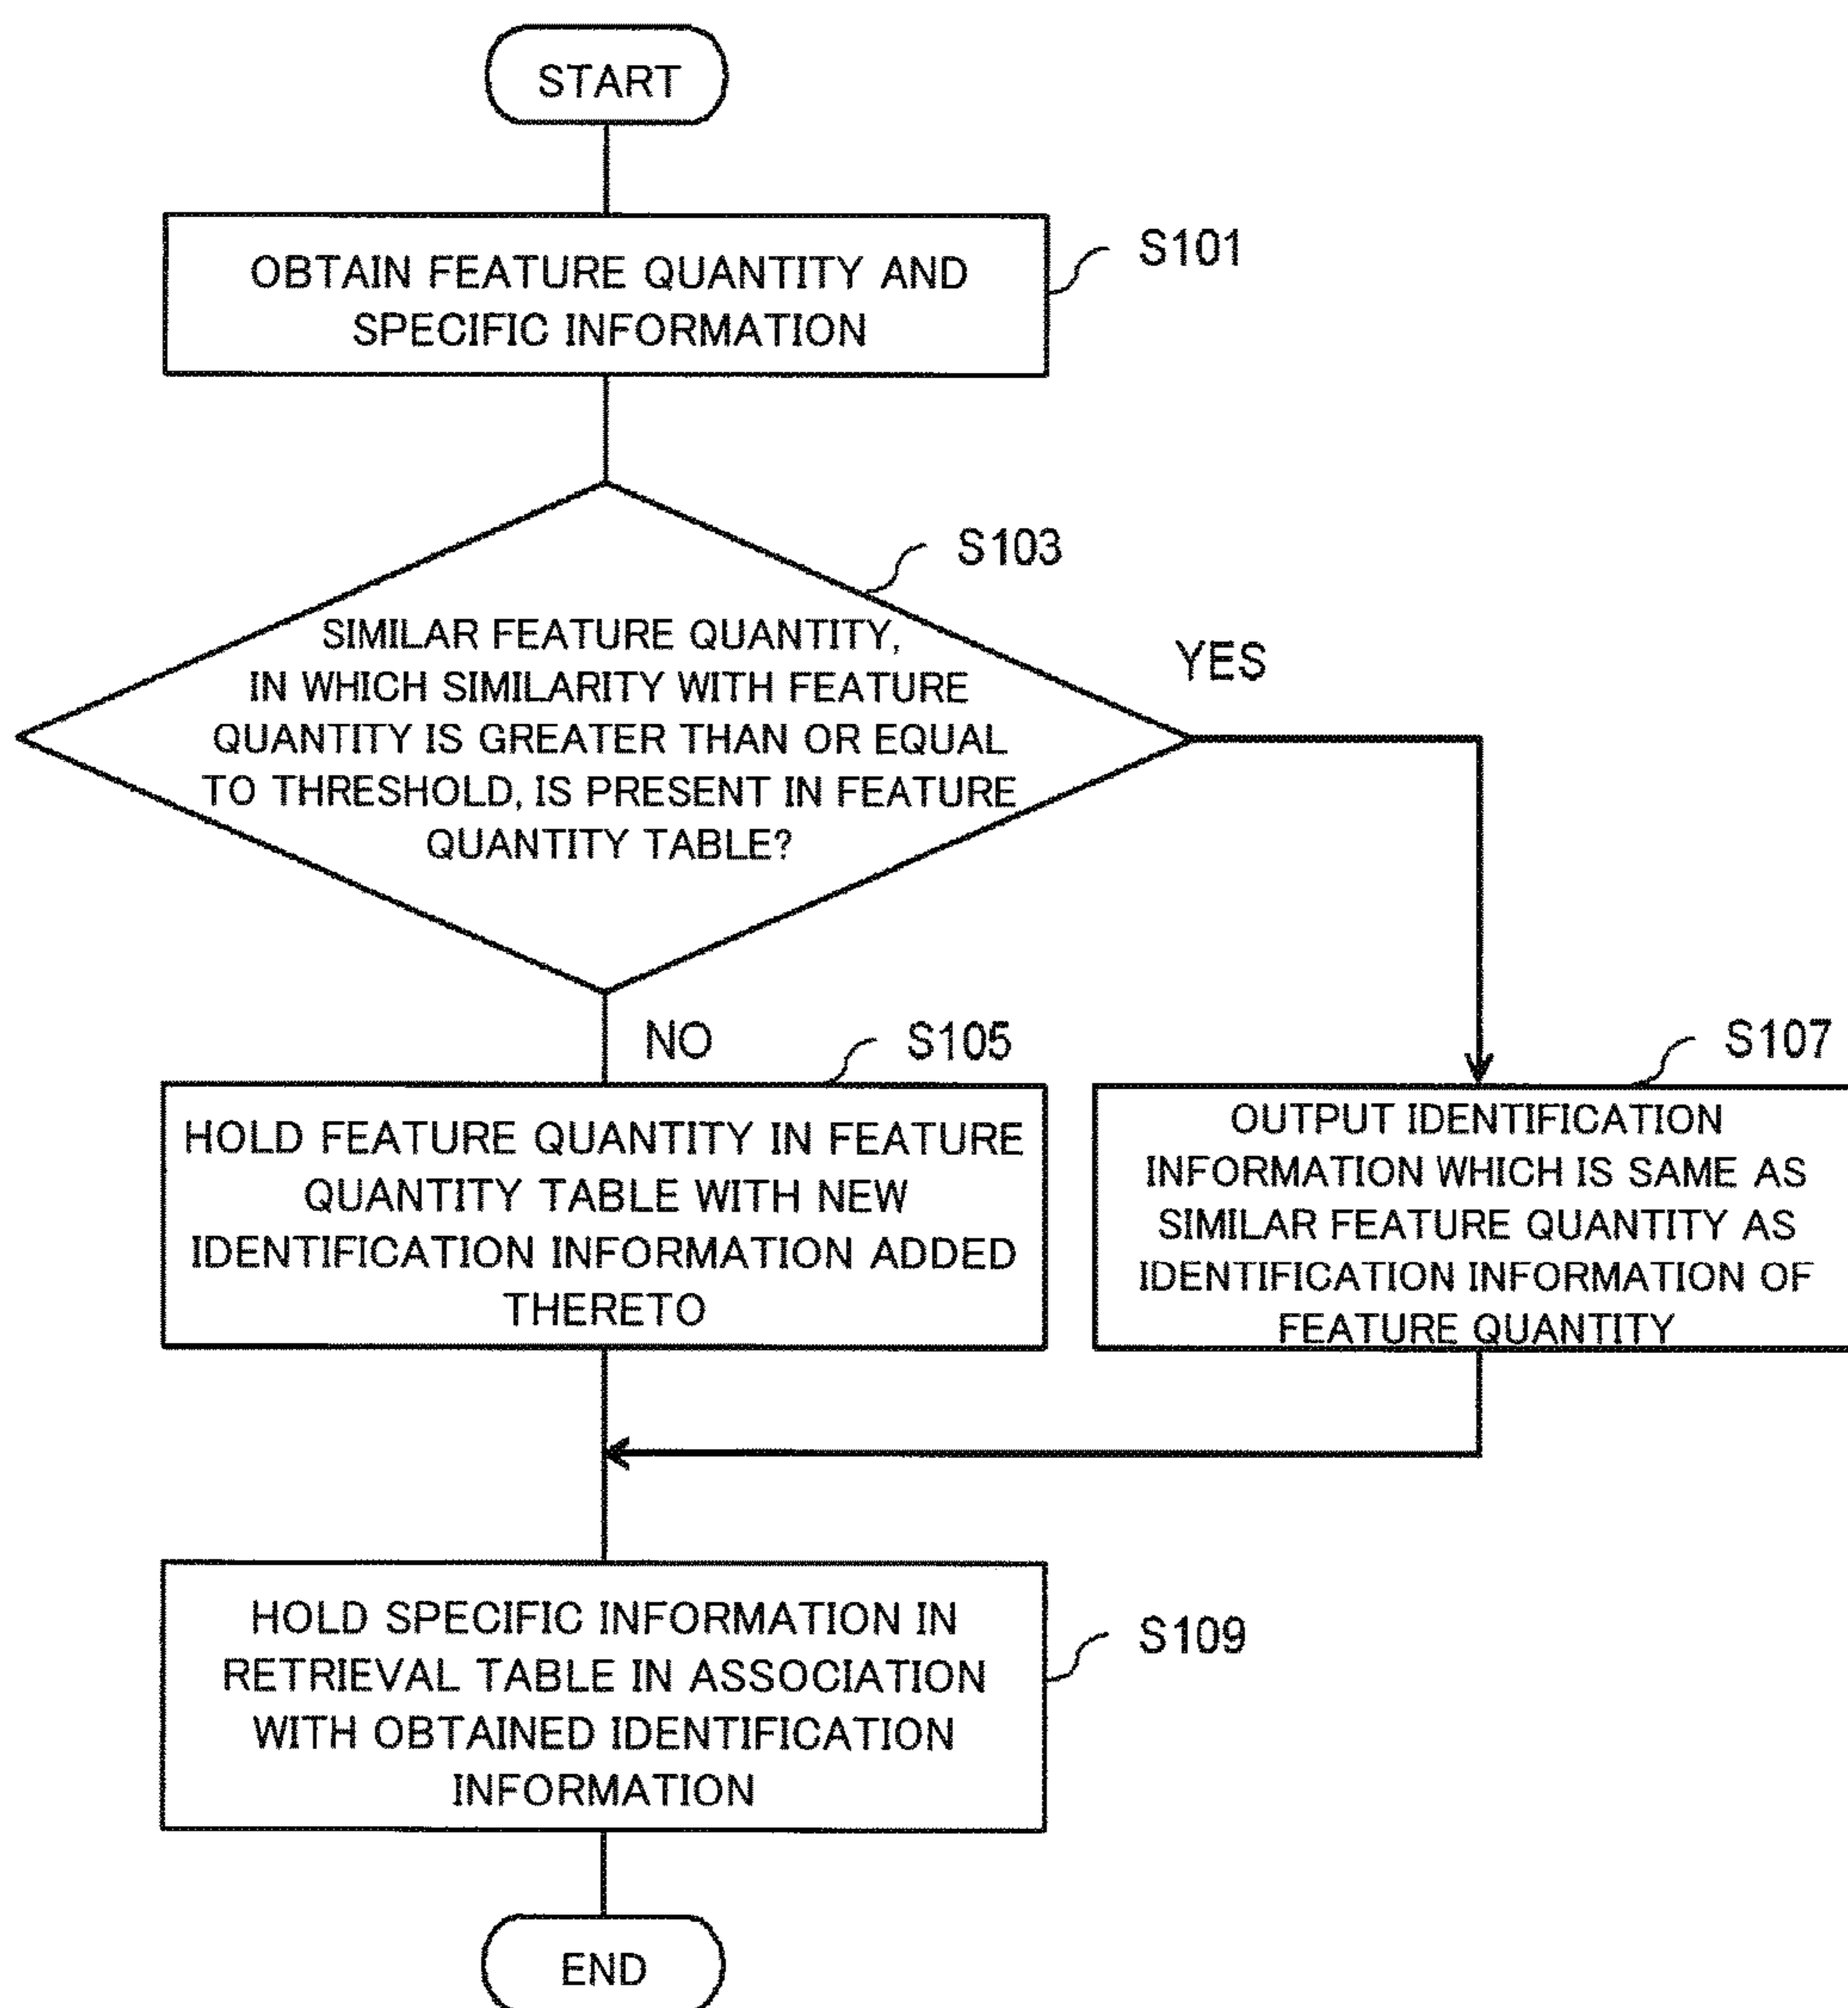 START
OBTAIN FEATURE QUANTITY AND
SPECIFIC INFORMATION
S101
S103
SIMILAR FEATURE QUANTITY,
IN WHICH SIMILARITY WITH FEATURE
QUANTITY IS GREATER THAN OR EQUAL
TO THRESHOLD, IS PRESENT IN FEATURE
QUANTITY TABLE?
YES
NO
S105
HOLD FEATURE QUANTITY IN FEATURE
QUANTITY TABLE WITH NEW
IDENTIFICATION INFORMATION ADDED
THERETO
S107
OUTPUT IDENTIFICATION
INFORMATION WHICH IS SAME AS
SIMILAR FEATURE QUANTITY AS
IDENTIFICATION INFORMATION OF
FEATURE QUANTITY
HOLD SPECIFIC INFORMATION IN
RETRIEVAL TABLE IN ASSOCIATION
WITH OBTAINED IDENTIFICATION
INFORMATION
S109
END